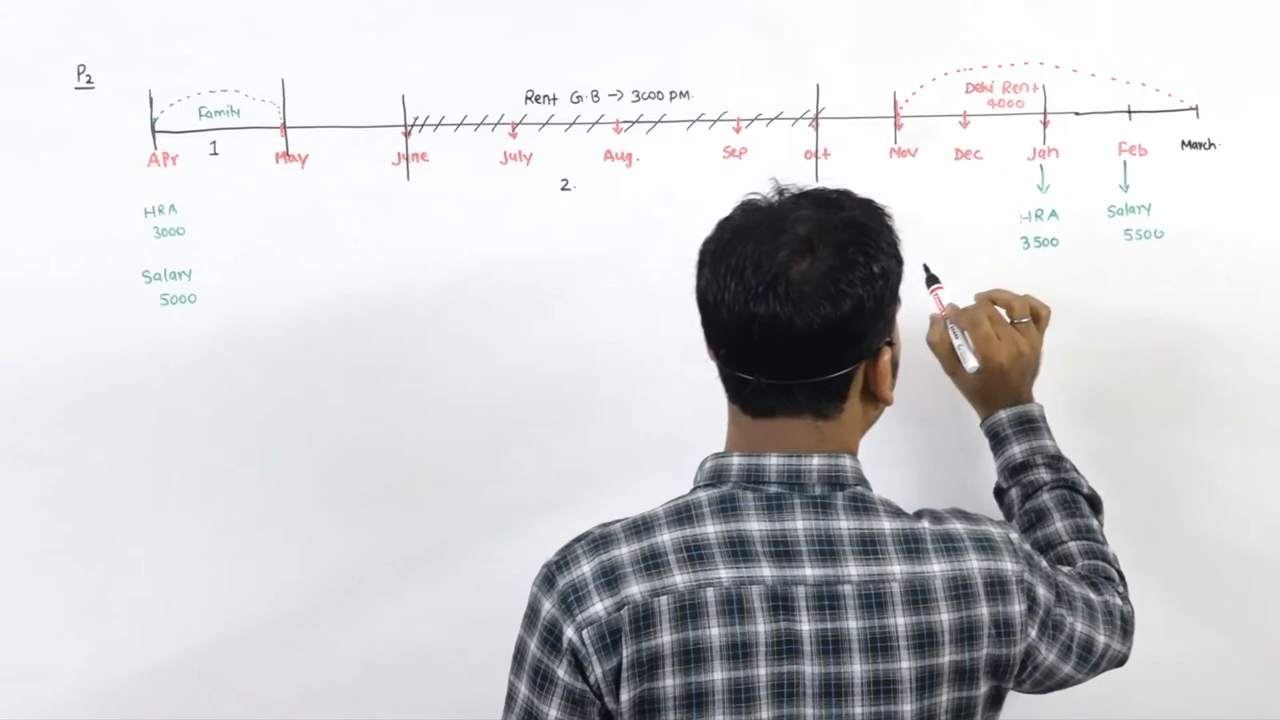 P2
Family
Rent G.B → 3000 PM.
Delhi Rent
4000
Apr
1
May
June
July
Aug.
Sep
oct
Nov
Dec
Jan
Feb
March.
2.
HRA
3000
Salary
5000
HRA
3500
Salary
5500